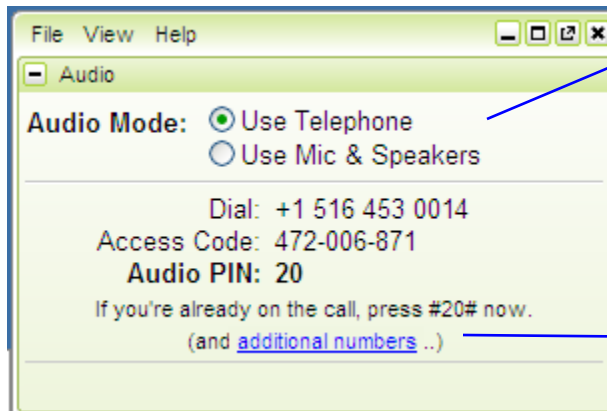 File View Help
Audio
Audio Mode: Use Telephone
Use Mic & Speakers
Dial: +1 516 453 0014
Access Code: 472-006-871
Audio PIN: 20
If you're already on the call, press #20# now.
(and additional numbers ..)